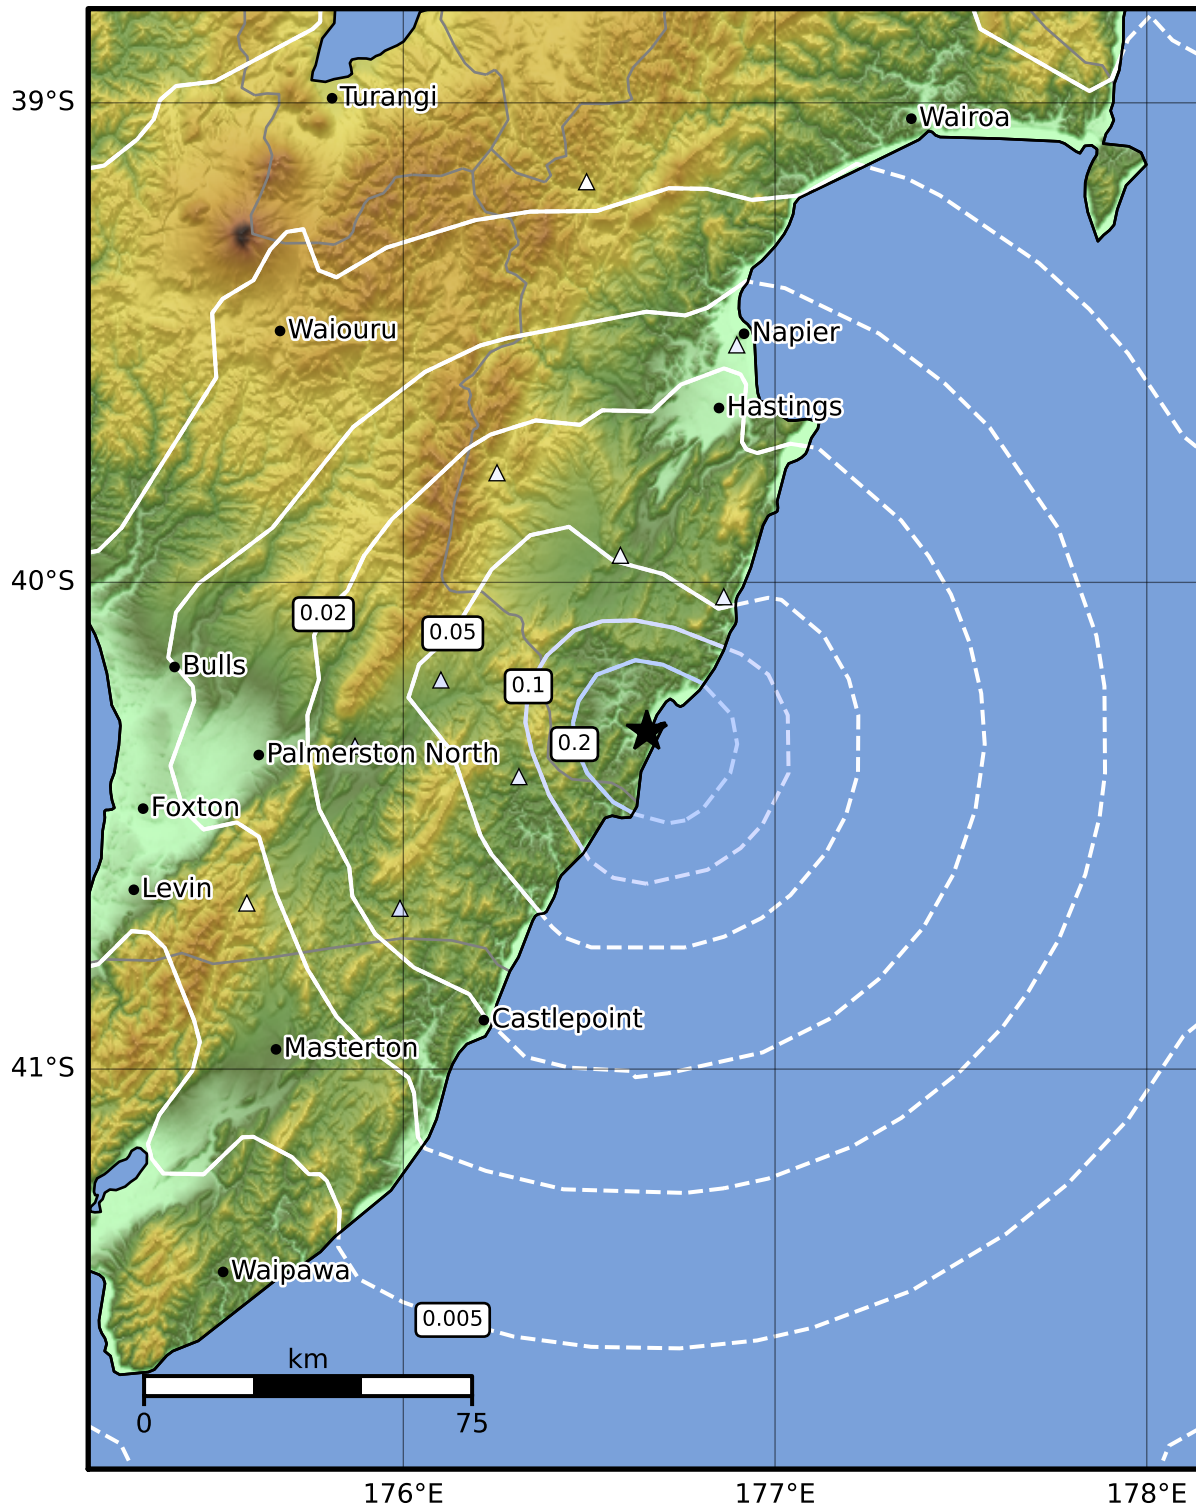 39°S
Turangi
Wairoa
Waiouru
Napier
Hastings
40°S
0.02
0.05
Bulls
0.1
0.2
Palmerston North
Foxton
Levin
Castlepoint
Masterton
41°S
Waipawa
0.005
km
0
75
176°E
177°E
178°E